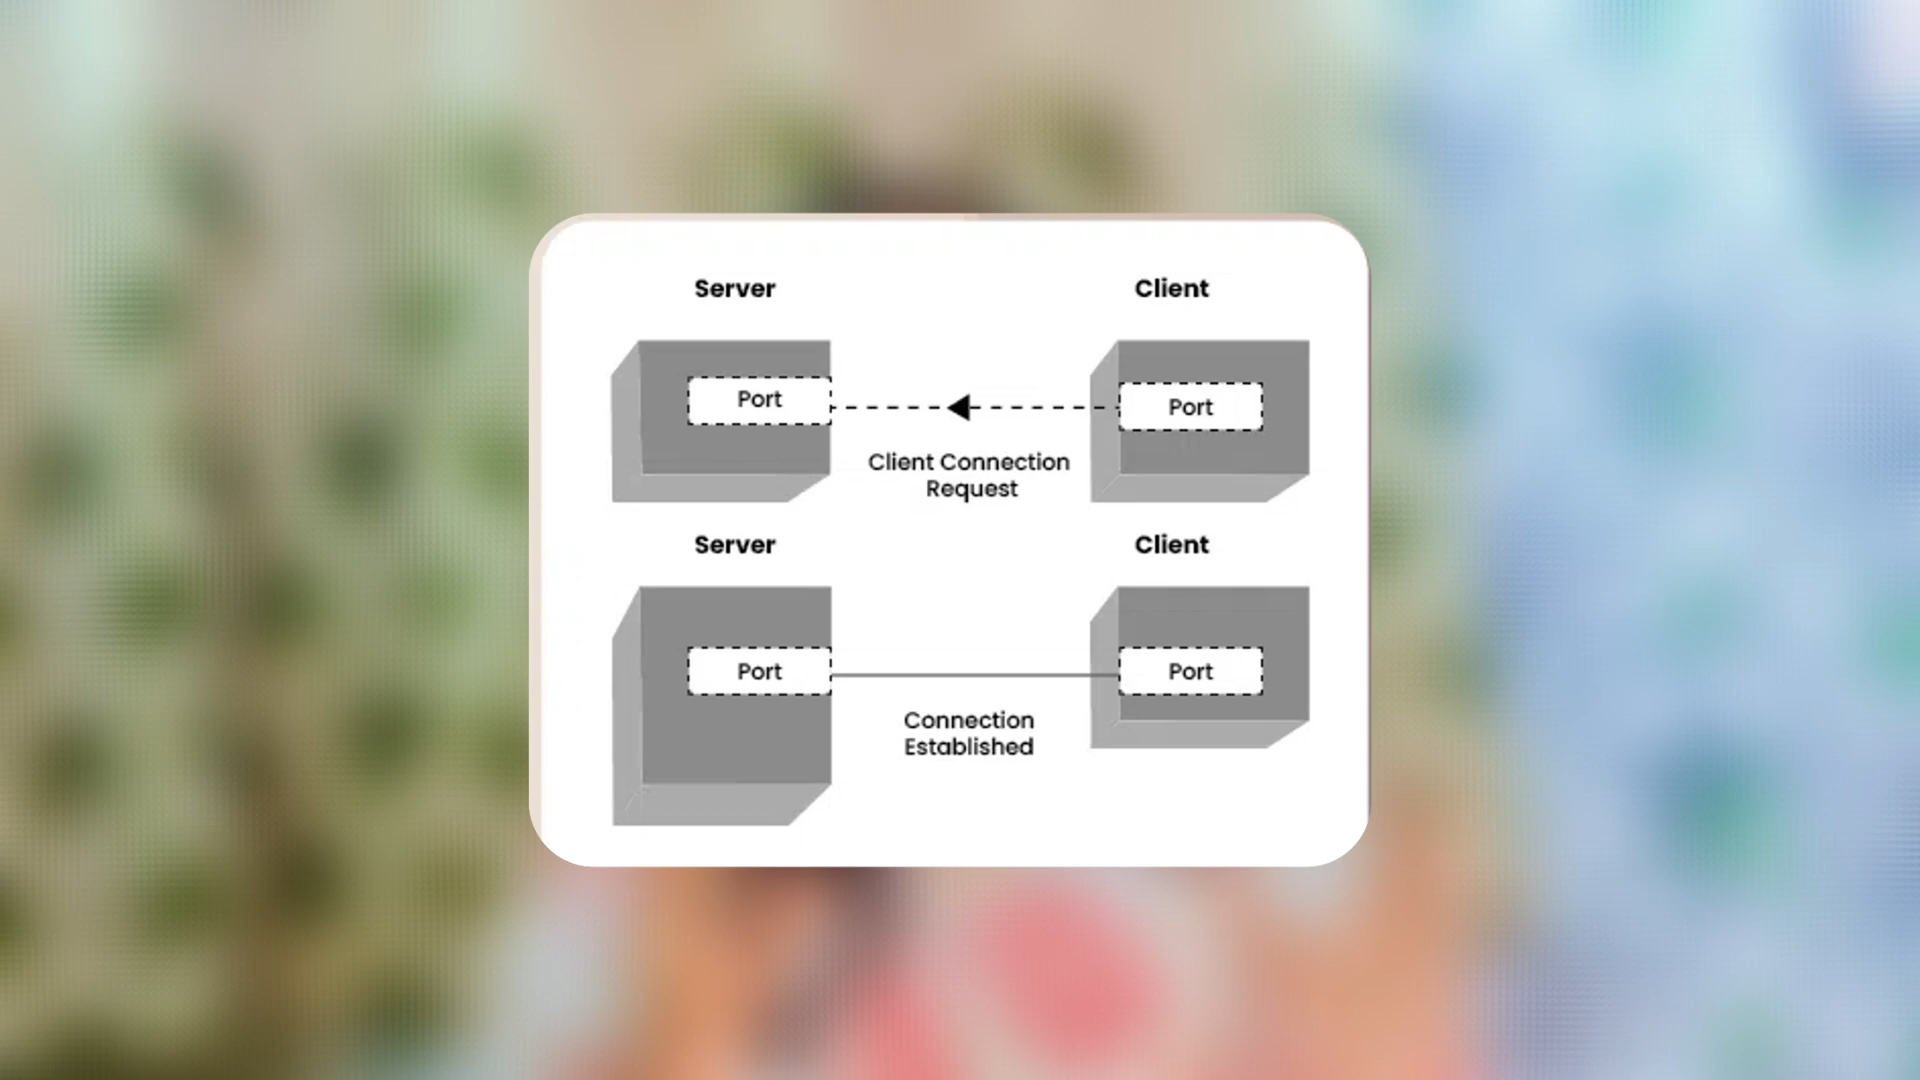 Server
Client
Port
Port
Client Connection
Request
Server
Client
Port
Port
Connection
Established